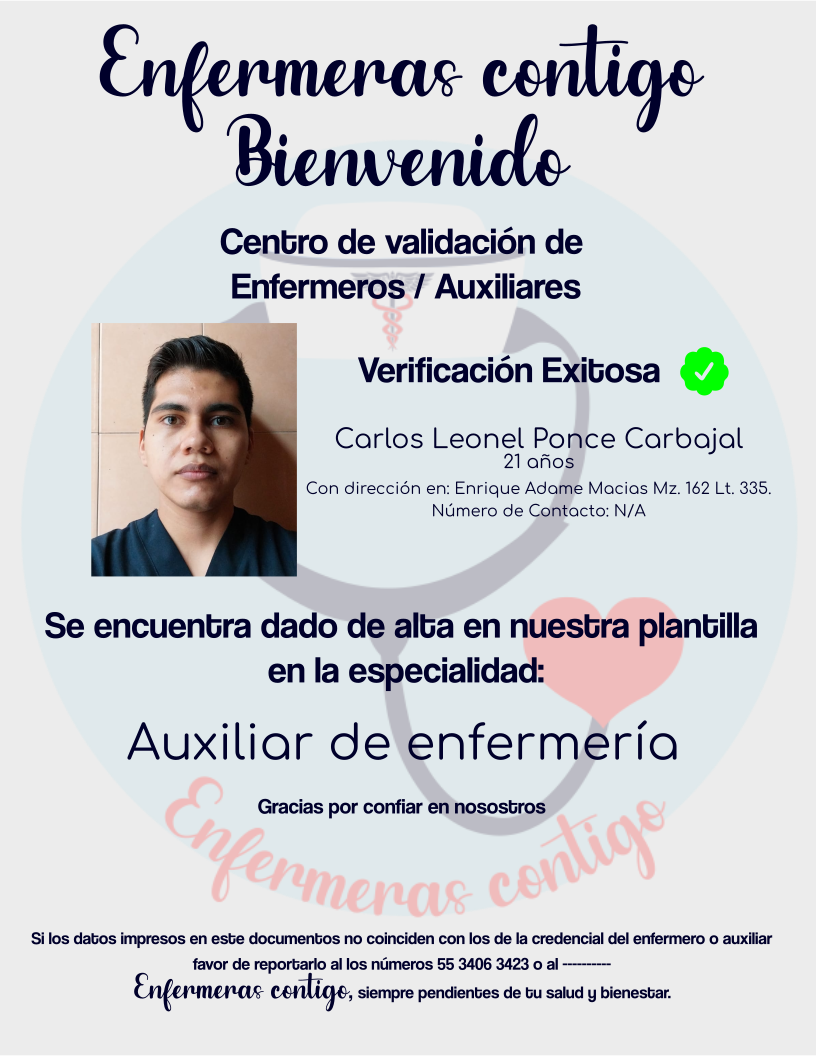 Enfermeras contigo
Bienvenido
Centro de validación de
Enfermeros / Auxiliares
Verificación Exitosa
Carlos Leonel Ponce Carbajal
21 años
Con dirección en: Enrique Adame Macias Mz. 162 Lt. 335.
Número de Contacto: N/A
Se encuentra dado de alta en nuestra plantilla
en la especialidad:
Auxiliar de enfermería
Gracias por confiar en nosostros
Enfermeras contigo
Si los datos impresos en este documentos no coinciden con los de la credencial del enfermero o auxiliar
favor de reportarlo al los números 55 3406 3423 o al ----------
Enfermeras contigo, siempre pendientes de tu salud y bienestar.